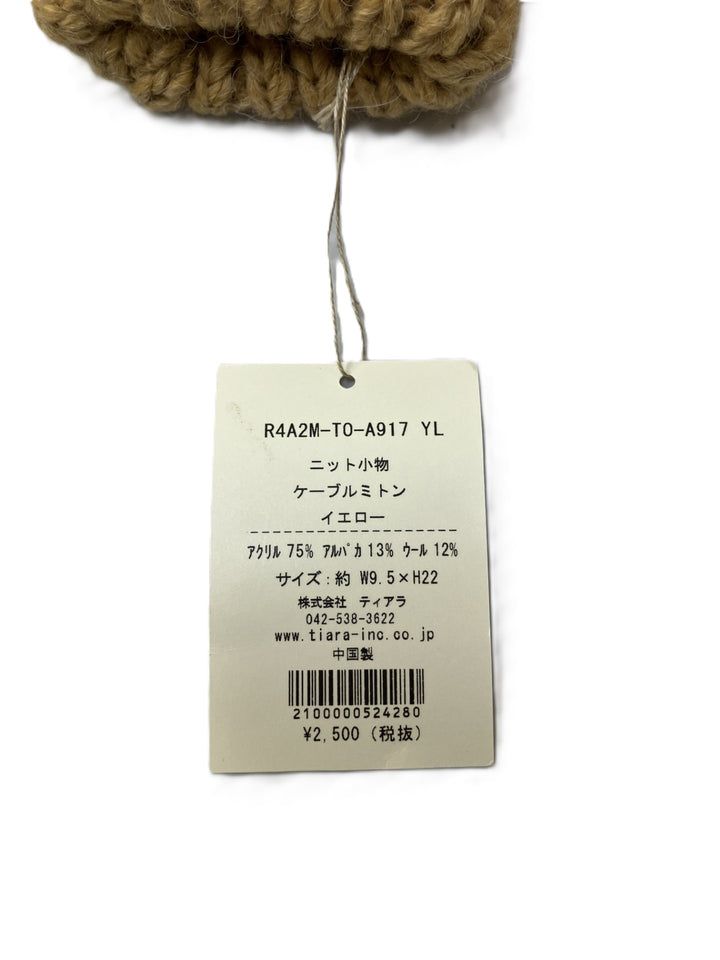 R4A2M-TO-A917 YL
ニット小物
ケーブルミトン
イエロー
ｱｸﾘﾙ 75% ｱﾙﾊﾟｶ 13% ｳｰﾙ 12%
サイズ：約 W9.5×H22
株式会社 ティアラ
042-538-3622
www.tiara-inc.co.jp
中国製
2100000524280
¥2,500（税抜）